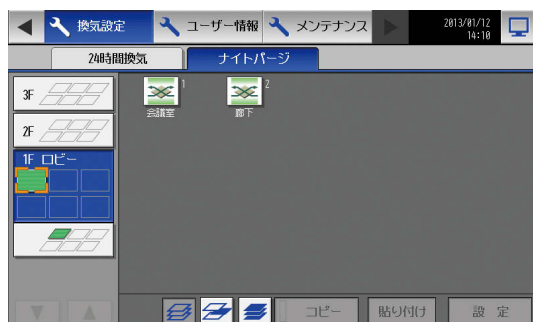 換気設定 ユーザー情報 メンテナンス 2013/01/12
14:10
24時間換気 ナイトパージ
3F
2F
1F ロビー
1 2
会議室 廊下
コピー 貼り付け 設 定